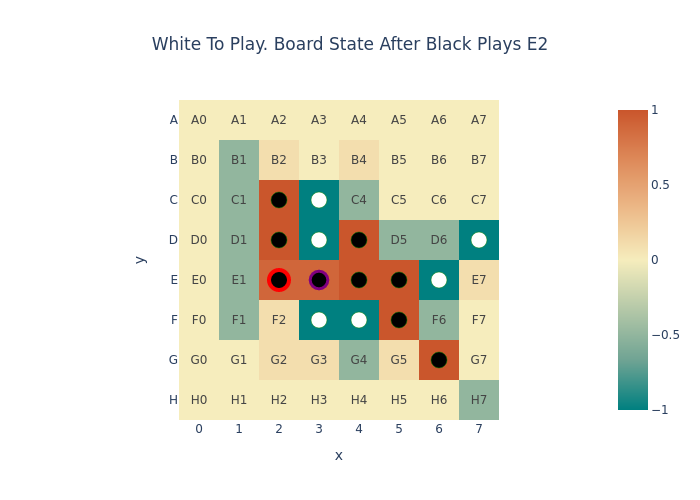 White To Play. Board State After Black Plays E2
A A0 A1 A2 A3 A4 A5 A6 A7
B B0 B1 B2 B3 B4 B5 B6 B7
C C0 C1 C4 C5 C6 C7
D D0 D1 D5 D6
E E0 E1 E7
F F0 F1 F2 F6 F7
G G0 G1 G2 G3 G4 G5 G7
H H0 H1 H2 H3 H4 H5 H6 H7
0 1 2 3 4 5 6 7
x
y
1
0.5
0
−0.5
−1